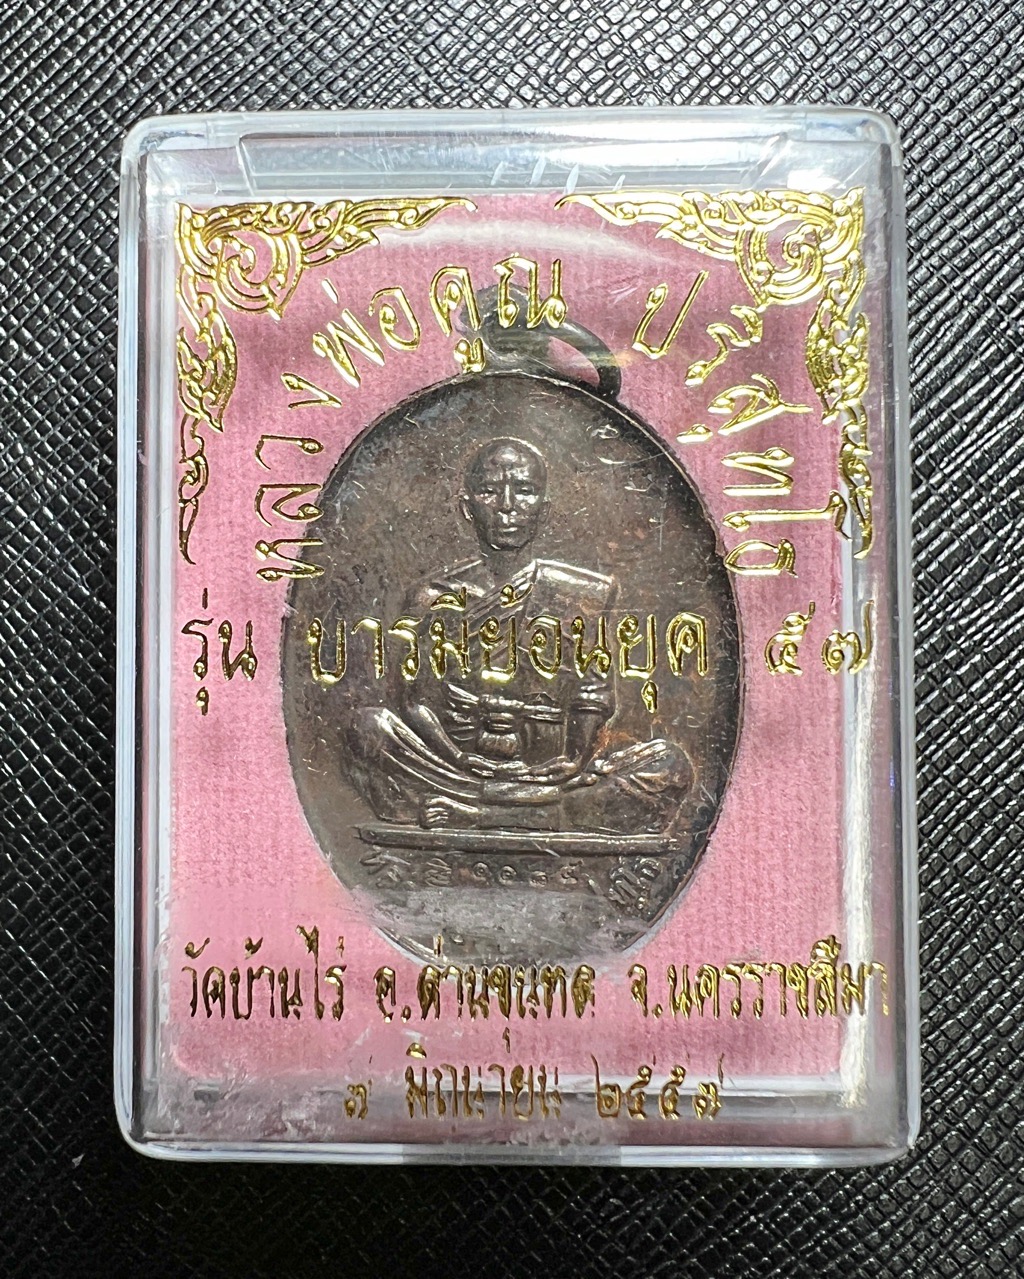 หลวงพ่อคูณ ปริสุทโธ
รุ่น บารมีย้อนยุค ๕๗
วัดบ้านไร่ อ.ด่านขุนทด จ.นครราชสีมา
๗ มิถุนายน ๒๕๕๗